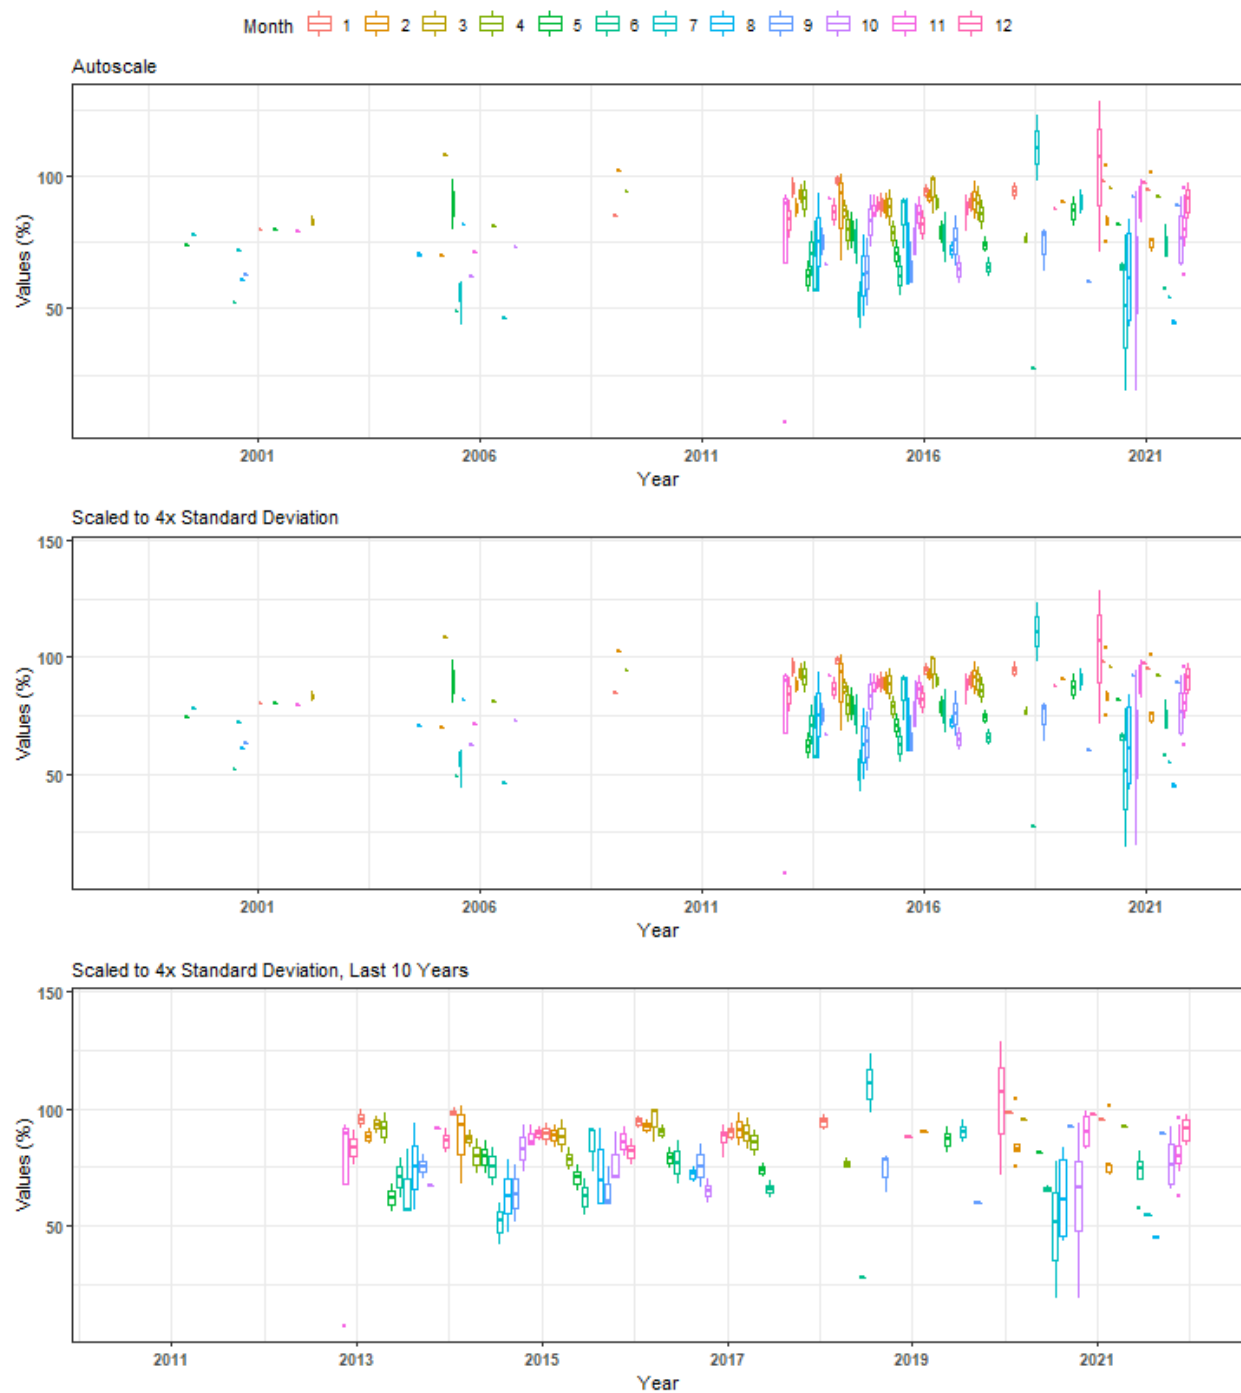 Month 1 2 3 4 5 6 7 8 9 10 11 12
Autoscale
100
50
Values (%)
2001 2006 2011 2016 2021
Year
Scaled to 4x Standard Deviation
150
100
50
Values (%)
2001 2006 2011 2016 2021
Year
Scaled to 4x Standard Deviation, Last 10 Years
150
100
50
Values (%)
2011 2013 2015 2017 2019 2021
Year